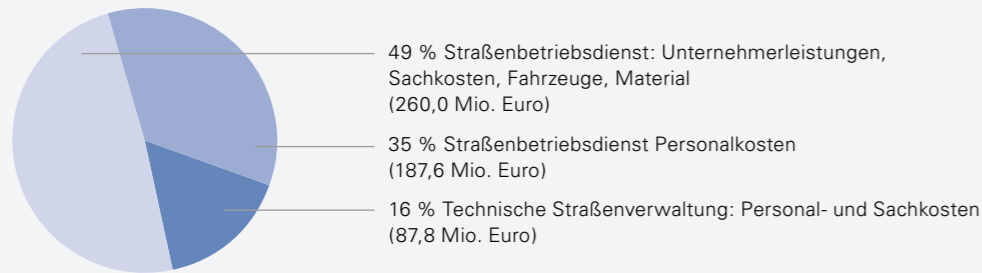 49 % Straßenbetriebsdienst: Unternehmerleistungen,
Sachkosten, Fahrzeuge, Material
(260,0 Mio. Euro)
35 % Straßenbetriebsdienst Personalkosten
(187,6 Mio. Euro)
16 % Technische Straßenverwaltung: Personal- und Sachkosten
(87,8 Mio. Euro)